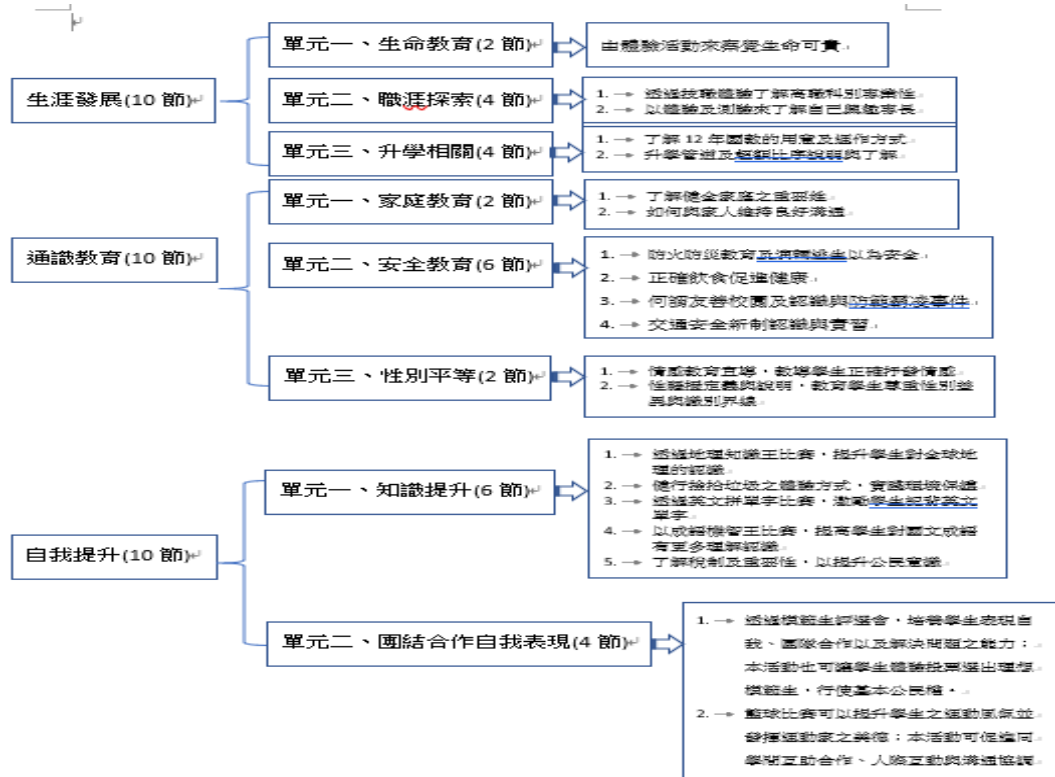 生涯發展(10 節)
單元一、生命教育(2 節)
由體驗活動來察覺生命可貴
單元二、職涯探索(4 節)
1. 透過技職體驗了解高職科別專業性
2. 以體驗及測驗來了解自己興趣專長
單元三、升學相關(4 節)
1. 了解 12 年國教的用意及運作方式
2. 升學管道及超額比序說明與了解
通識教育(10 節)
單元一、家庭教育(2 節)
1. 了解健全家庭之重要性
2. 如何與家人維持良好溝通
單元二、安全教育(6 節)
1. 防火防災教育及演練逃生以為安全
2. 正確飲食促進健康
3. 何謂友善校園及認識與防範霸凌事件
4. 交通安全新制認識與實習
單元三、性別平等(2 節)
1. 情感教育宣導,教導學生正確抒發情感
2. 性騷擾定義與說明,教育學生尊重性別差
異與識別界線
自我提升(10 節)
單元一、知識提升(6 節)
1. 透過地理知識王比賽,提升學生對全球地
理的認識
2. 健行撿拾垃圾之體驗方式,實踐環境保護
3. 透過英文拼單字比賽,激勵學生記背英文
單字
4. 以成語機智王比賽,提高學生對國文成語
有更多理解認識
5. 了解稅制及重要性,以提升公民意識
單元二、團結合作自我表現(4 節)
1. 透過模範生評選會,培養學生表現自
我、團隊合作以及解決問題之能力;
本活動也可讓學生體驗投票選出理想
模範生,行使基本公民權。
2. 籃球比賽可以提升學生之運動風氣並
發揮運動家之美德;本活動可促進同
學間互助合作、人際互動與溝通協調